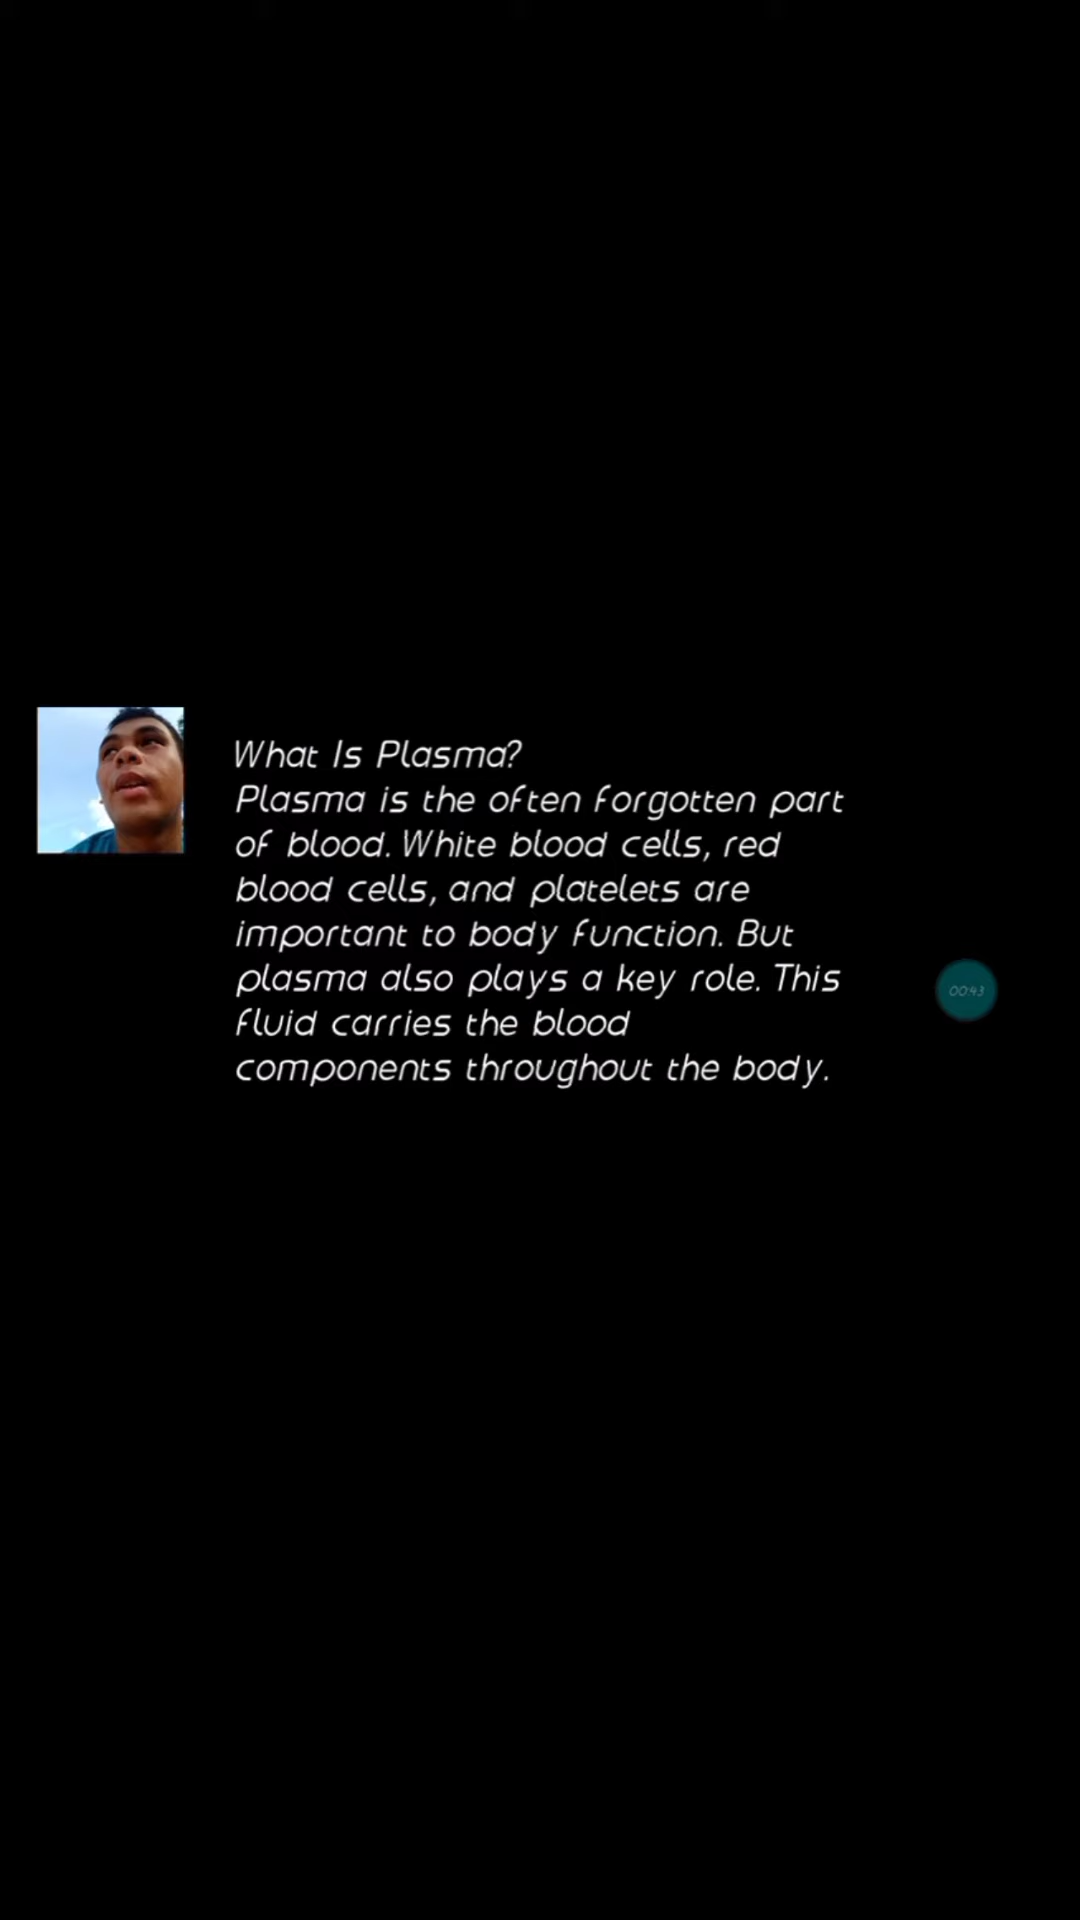 What Is Plasma?
Plasma is the often forgotten part
of blood. White blood cells, red
blood cells, and platelets are
important to body function. But
plasma also plays a key role. This
fluid carries the blood
components throughout the body.
00:43